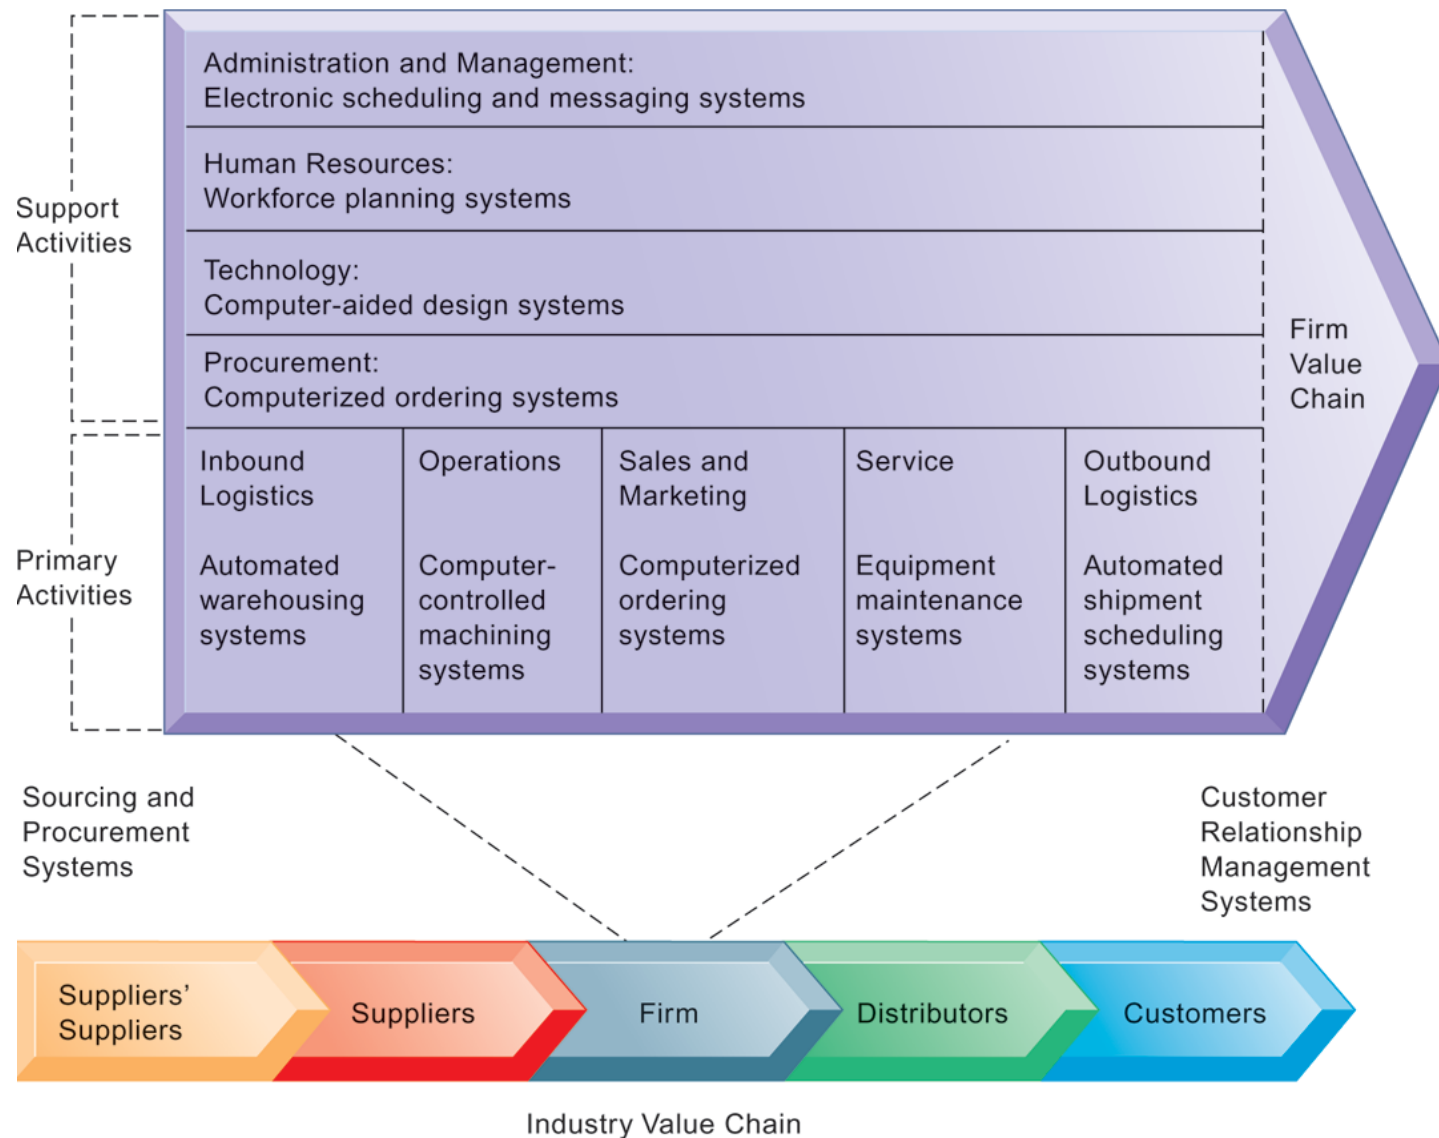 Administration and Management:
Electronic scheduling and messaging systems
Human Resources:
Workforce planning systems
Support
Activities
Technology:
Computer-aided design systems
Procurement:
Computerized ordering systems
Firm
Value
Chain
Primary
Activities
Inbound
Logistics
Automated
warehousing
systems
Operations
Computer-
controlled
machining
systems
Sales and
Marketing
Computerized
ordering
systems
Service
Equipment
maintenance
systems
Outbound
Logistics
Automated
shipment
scheduling
systems
Sourcing and
Procurement
Systems
Customer
Relationship
Management
Systems
Suppliers’
Suppliers
Suppliers
Firm
Distributors
Customers
Industry Value Chain